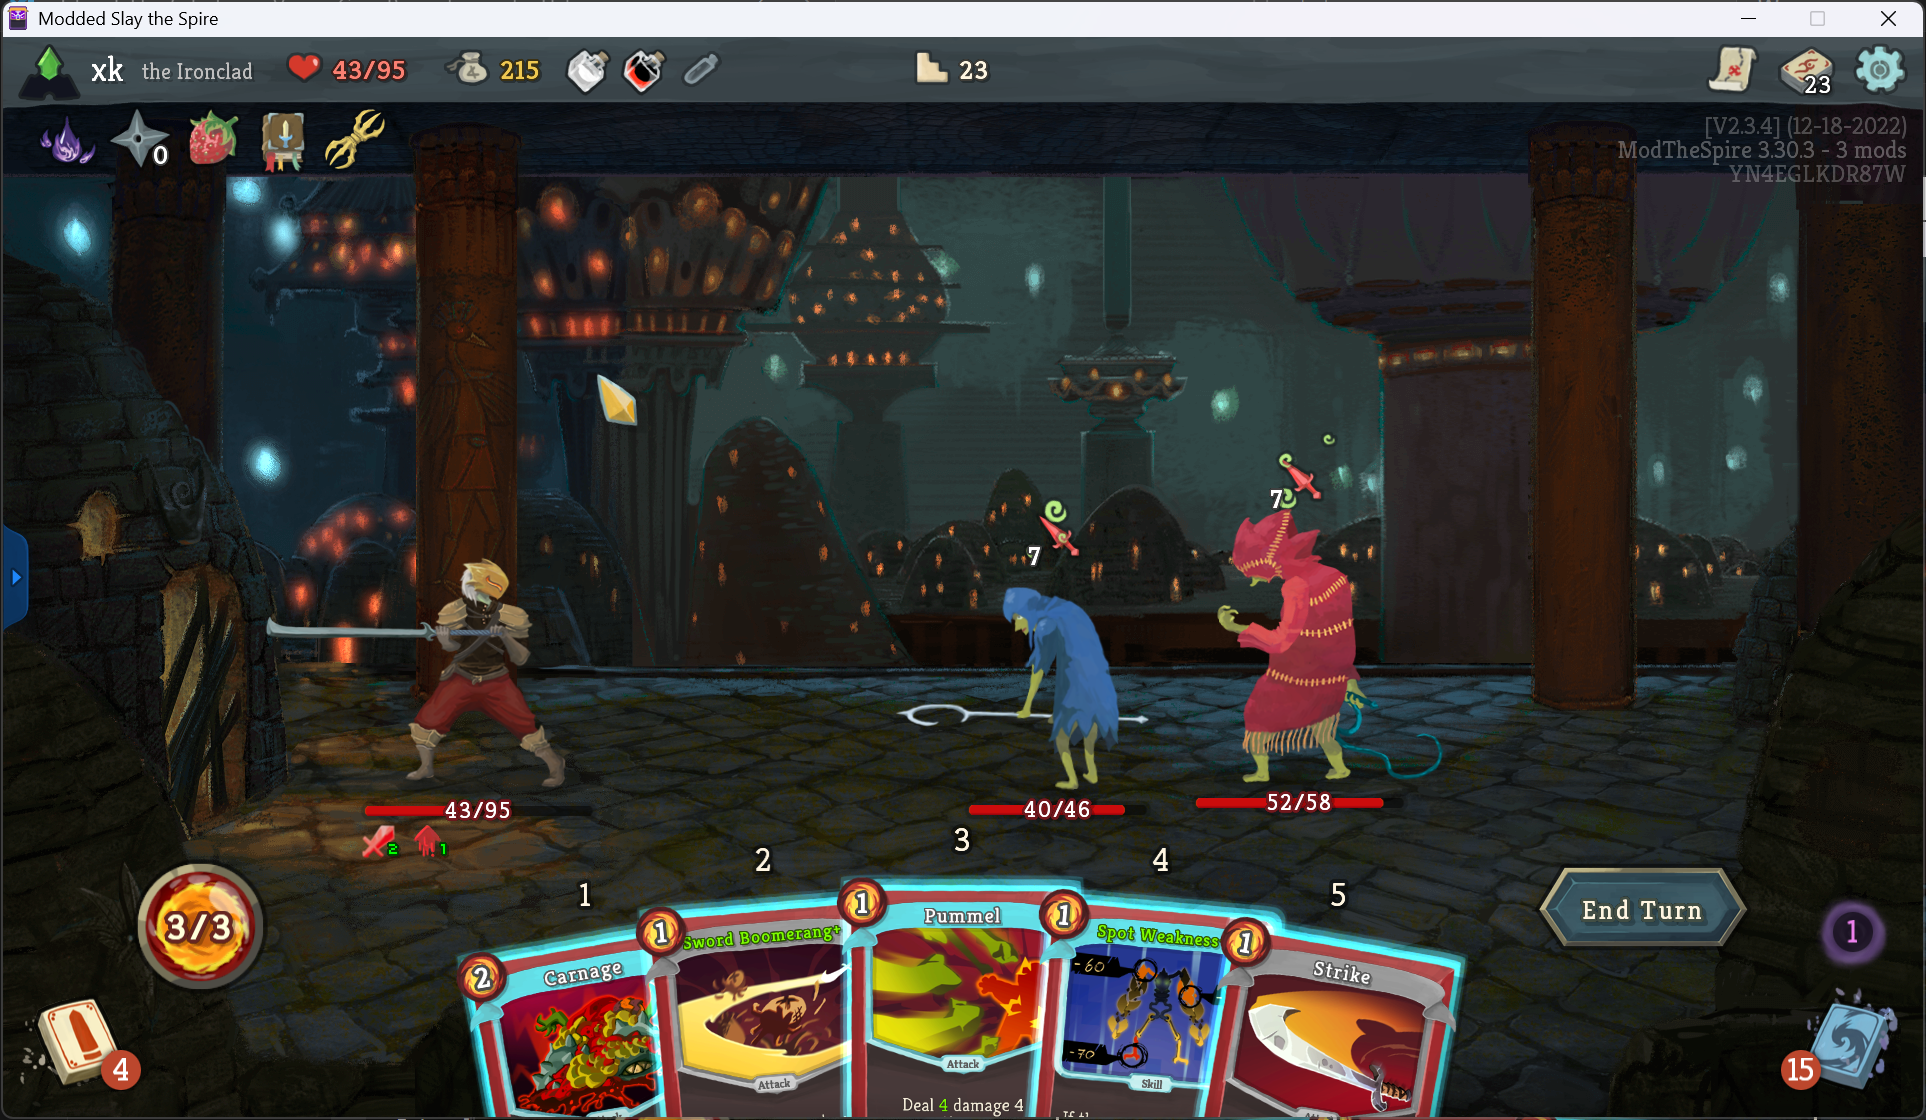 Modded Slay the Spire
xk the Ironclad 43/95 215 23 23
0
[V2.3.4] (12-18-2022)
ModTheSpire 3.30.3 - 3 mods
YN4EGLKDR87W
7
7
43/95
40/46
52/58
2 1
1
2
3
4
5
3/3
2 Carnage
1 Sword Boomerang+
Attack
1 Pummel
Attack
Deal 4 damage 4
1 Spot Weakness
-60
-70
Skill
1 Strike
End Turn
1
4
15